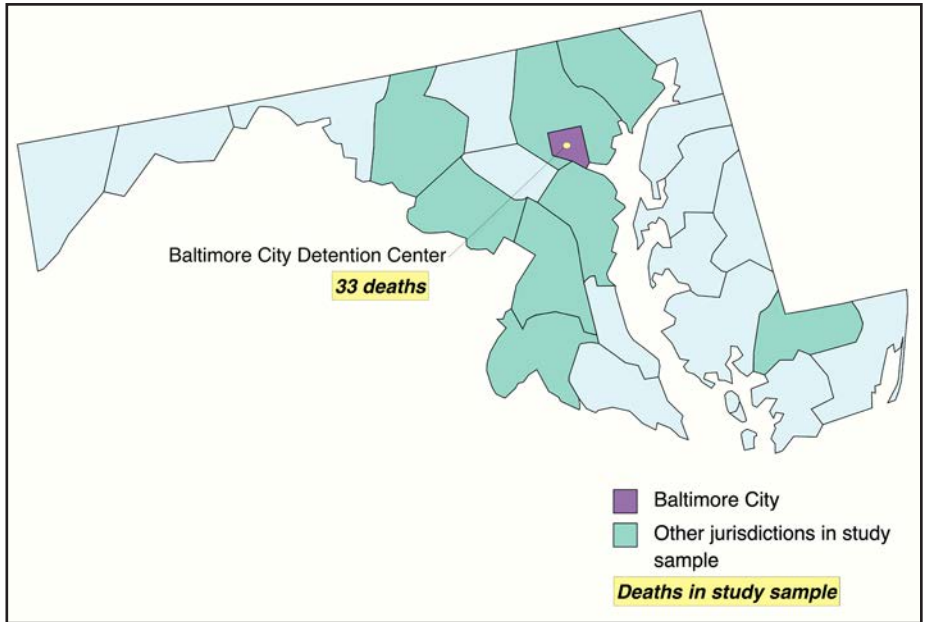 Baltimore City Detention Center
33 deaths
Baltimore City
Other jurisdictions in study
sample
Deaths in study sample